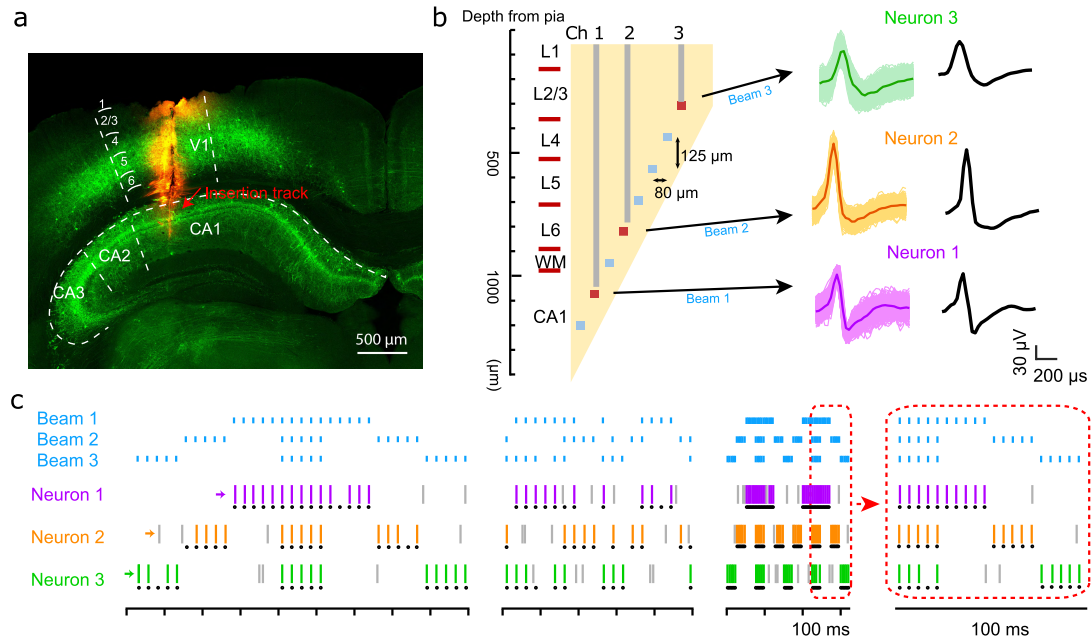 a
1
2/3
4
5
6
V1
Insertion track
CA1
CA2
CA3
500 µm
b
Depth from pia
Ch 1 2 3
L1
L2/3
L4
L5
L6
WM
CA1
500
1000
(µm)
125 µm
80 µm
Beam 3
Beam 2
Beam 1
Neuron 3
Neuron 2
Neuron 1
30 µV
200 µs
c
Beam 1
Beam 2
Beam 3
Neuron 1
Neuron 2
Neuron 3
100 ms
100 ms